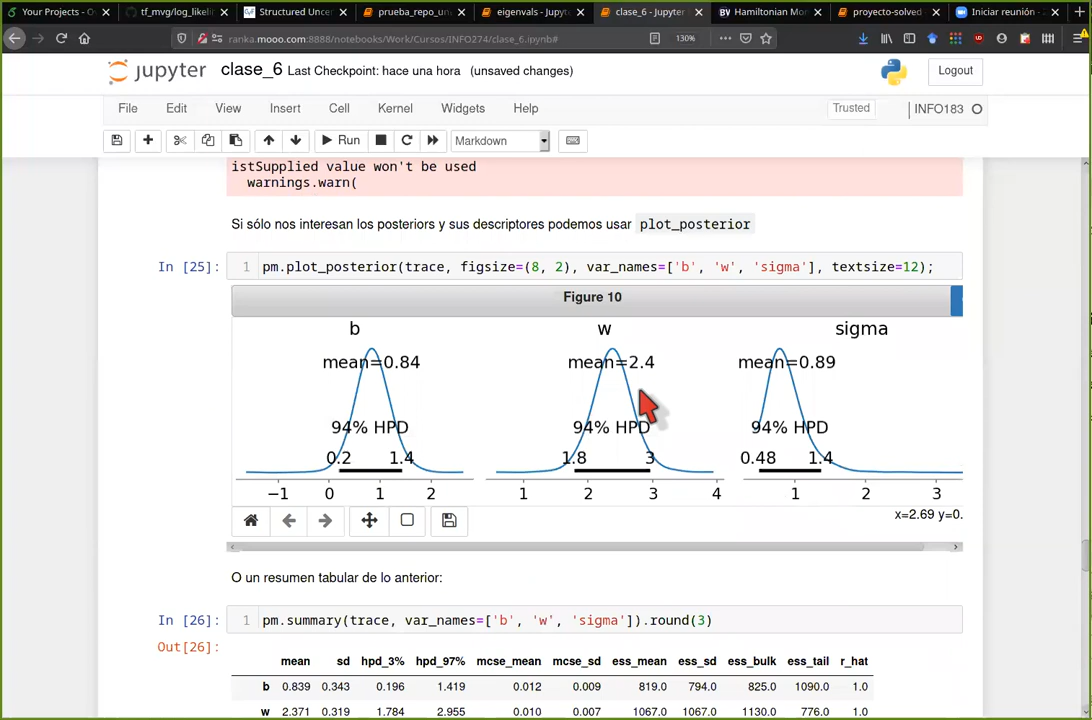 Your Projects - O
tf_mvg/log_likelih
Structured Uncer
prueba_repo_un
eigenvals - Jupyte
clase_6 - Jupyter
Hamiltonian Mon
proyecto-solved
Iniciar reunión -
ranka.mooo.com:8888/notebooks/Work/Cursos/INFO274/clase_6.ipynb#
130%
jupyter clase_6 Last Checkpoint: hace una hora (unsaved changes)
Logout
File Edit View Insert Cell Kernel Widgets Help
Trusted INFO183
Run Markdown
istSupplied value won't be used
warnings.warn(
Si sólo nos interesan los posteriors y sus descriptores podemos usar plot_posterior
In [25]: 1 pm.plot_posterior(trace, figsize=(8, 2), var_names=['b', 'w', 'sigma'], textsize=12);
Figure 10
b w sigma
mean=0.84 mean=2.4 mean=0.89
94% HPD 94% HPD 94% HPD
0.2 1.4 1.8 3 0.48 1.4
−1 0 1 2 1 2 3 4 1 2 3
x=2.69 y=0.
O un resumen tabular de lo anterior:
In [26]: 1 pm.summary(trace, var_names=['b', 'w', 'sigma']).round(3)
Out[26]:
mean sd hpd_3% hpd_97% mcse_mean mcse_sd ess_mean ess_sd ess_bulk ess_tail r_hat
b 0.839 0.343 0.196 1.419 0.012 0.009 819.0 794.0 825.0 1090.0 1.0
w 2.371 0.319 1.784 2.955 0.010 0.007 1067.0 1067.0 1130.0 776.0 1.0